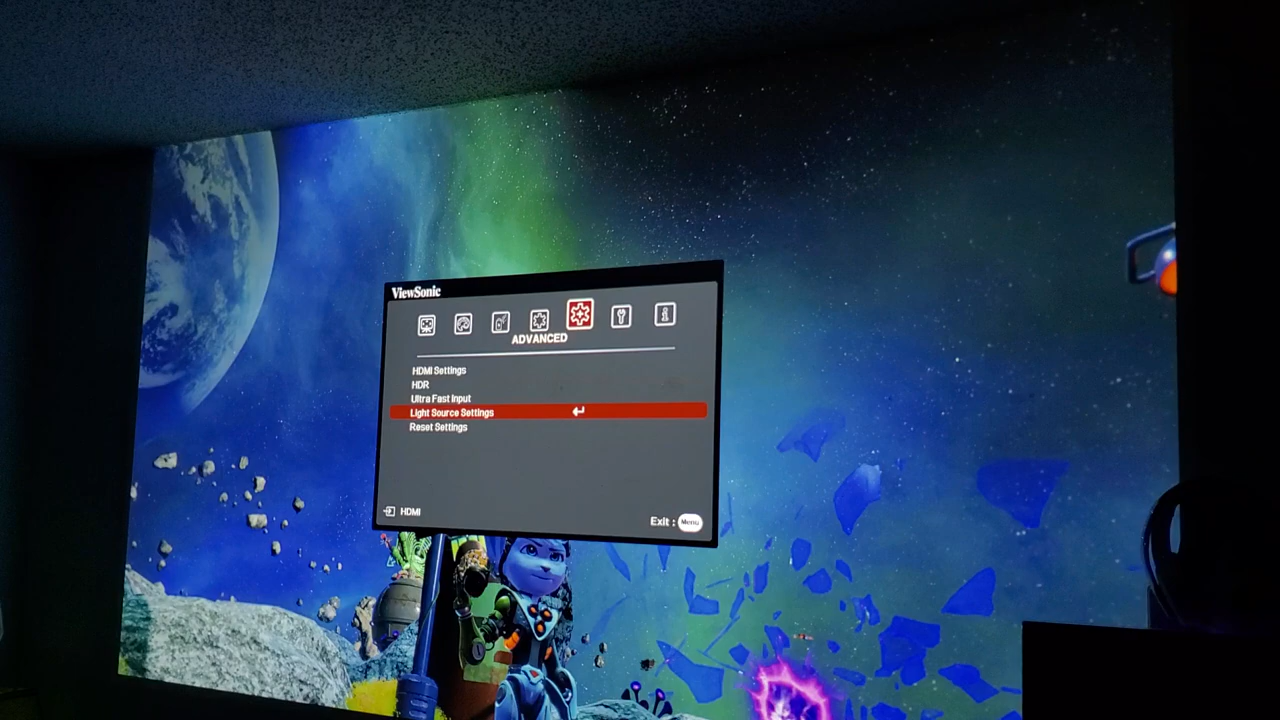 ViewSonic
ADVANCED
HDMI Settings
HDR
Ultra Fast Input
Light Source Settings
Reset Settings
HDMI
Exit : Menu